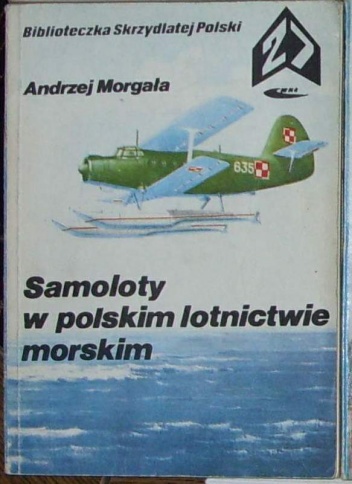 Biblioteczka Skrzydlatej Polski
27
Andrzej Morgała
635
Samoloty
w polskim lotnictwie
morskim